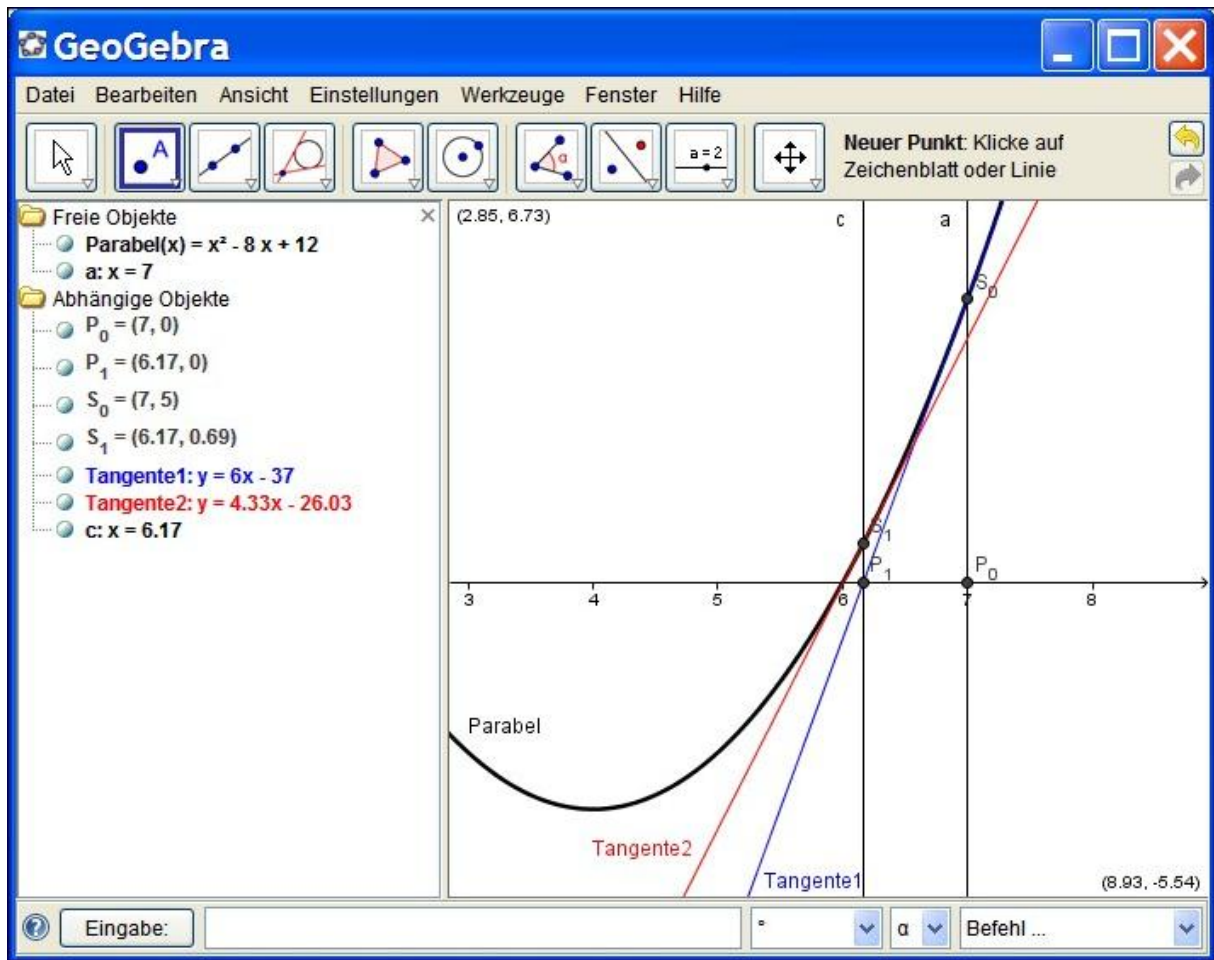 GeoGebra
Datei Bearbeiten Ansicht Einstellungen Werkzeuge Fenster Hilfe
A
α
a = 2
Neuer Punkt: Klicke auf
Zeichenblatt oder Linie
Freie Objekte
Parabel(x) = x² - 8 x + 12
a: x = 7
Abhängige Objekte
P₀ = (7, 0)
P₁ = (6.17, 0)
S₀ = (7, 5)
S₁ = (6.17, 0.69)
Tangente1: y = 6x - 37
Tangente2: y = 4.33x - 26.03
c: x = 6.17
(2.85, 6.73)
c a
S₀
S₁
P₁ P₀
3 4 5 6 7 8
Parabel
Tangente2
Tangente1
(8.93, -5.54)
Eingabe: ° α Befehl ...